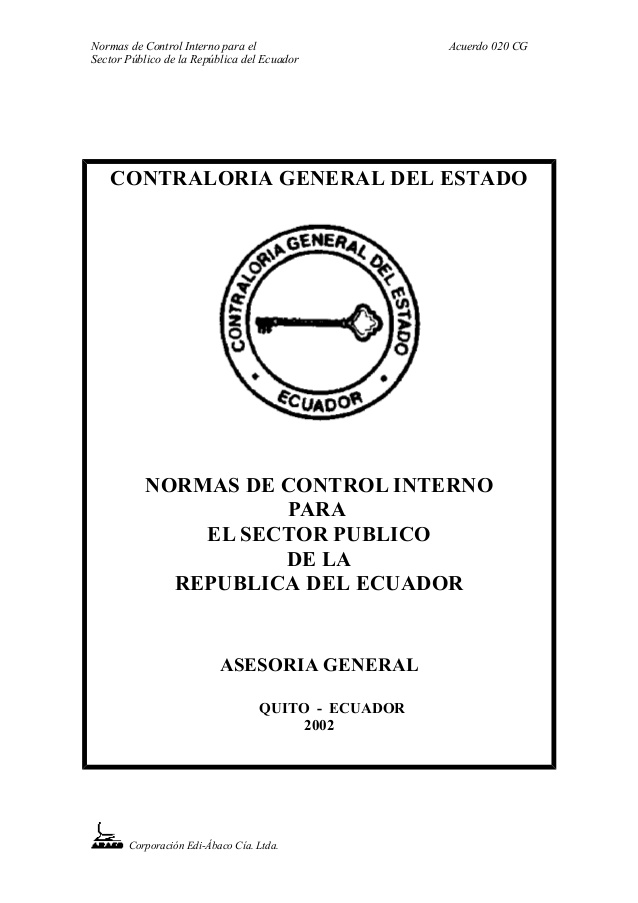 Normas de Control Interno para el Acuerdo 020 CG
Sector Público de la República del Ecuador
CONTRALORIA GENERAL DEL ESTADO
CONTRALORIA GENERAL DEL ESTADO
• ECUADOR •
NORMAS DE CONTROL INTERNO
PARA
EL SECTOR PUBLICO
DE LA
REPUBLICA DEL ECUADOR
ASESORIA GENERAL
QUITO - ECUADOR
2002
ABACO
Corporación Edi-Ábaco Cía. Ltda.